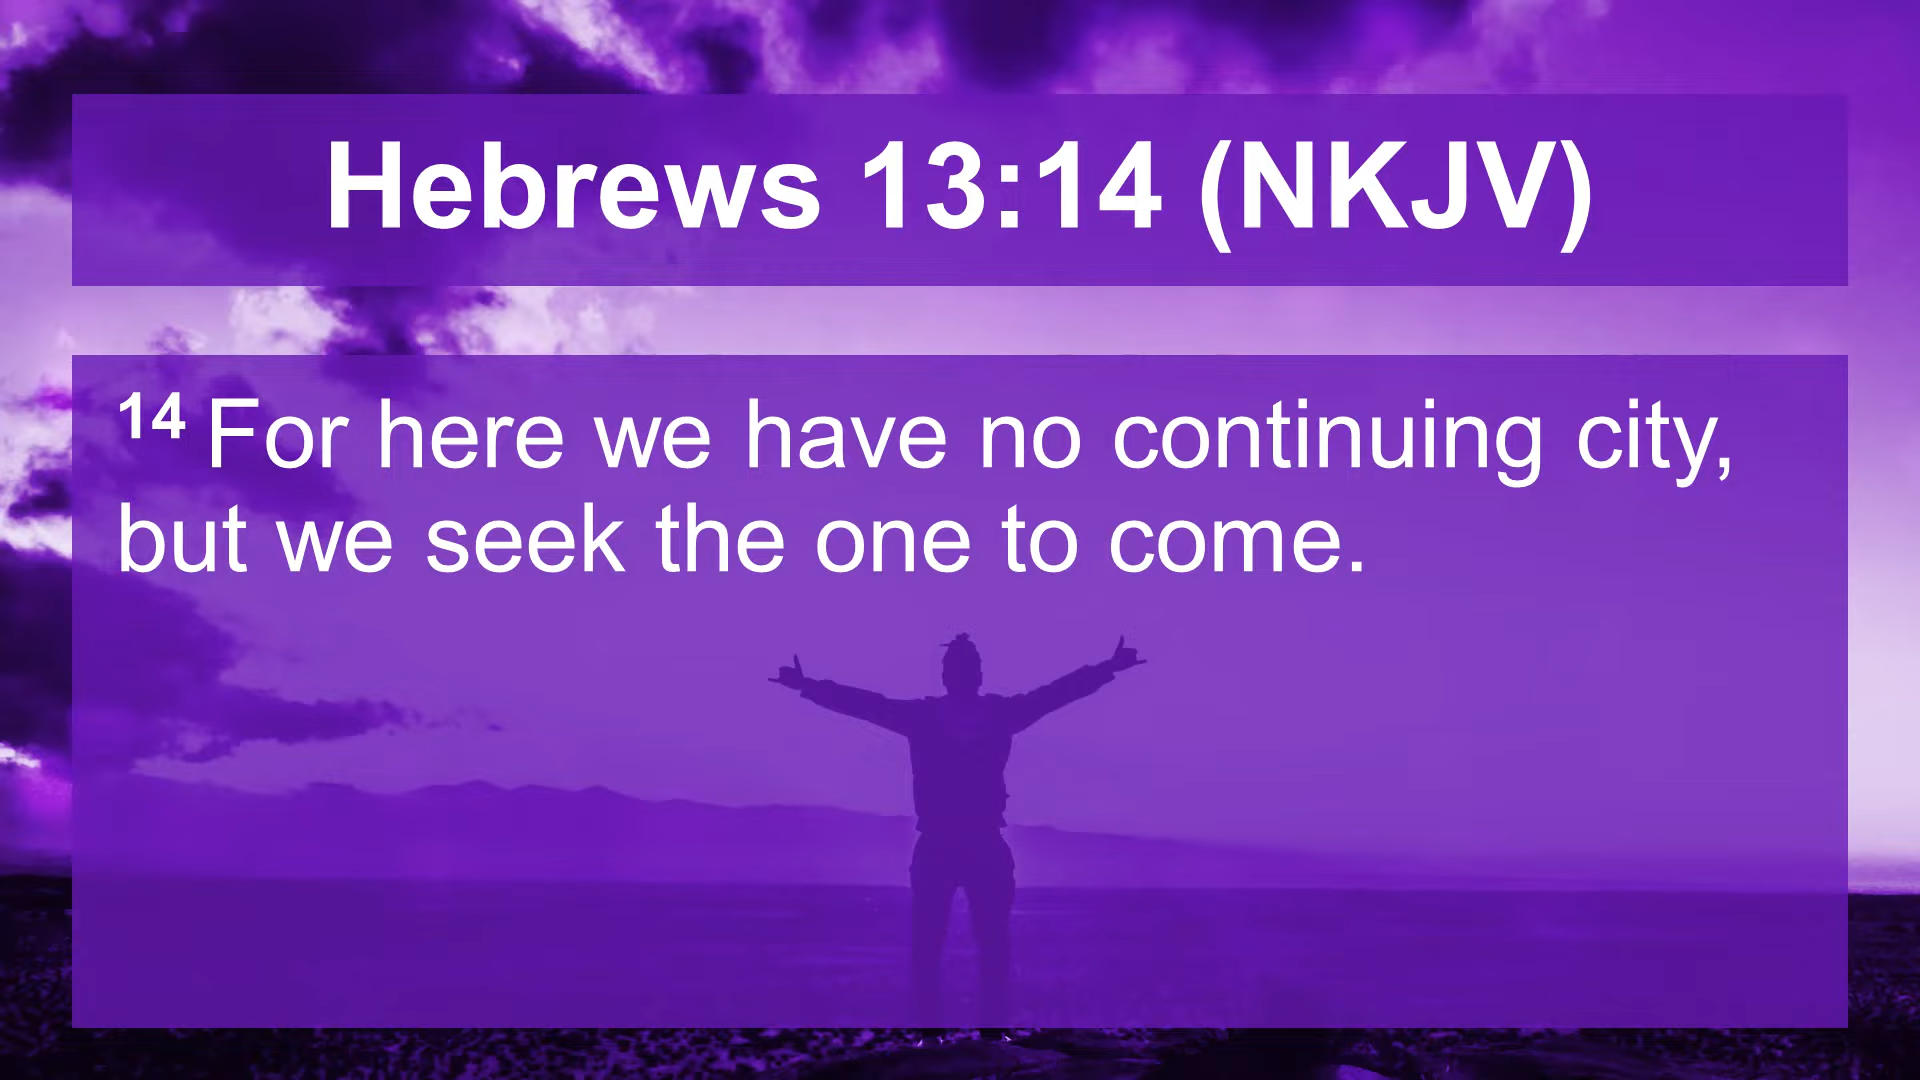 Hebrews 13:14 (NKJV)
14 For here we have no continuing city,
but we seek the one to come.